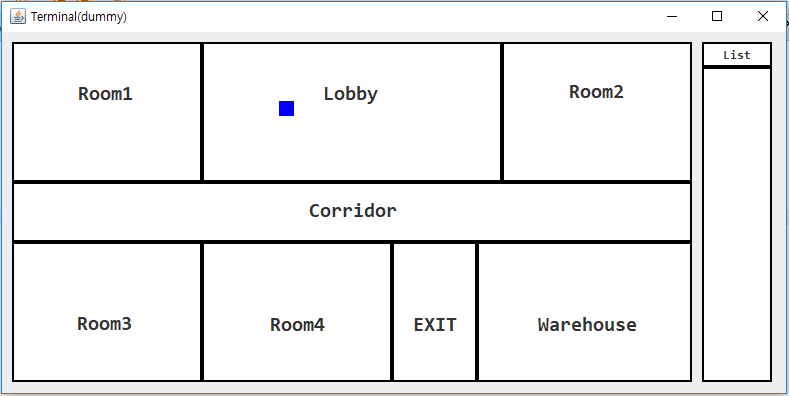 Terminal(dummy)
List
Room1
Lobby
Room2
Corridor
Room3
Room4
EXIT
Warehouse